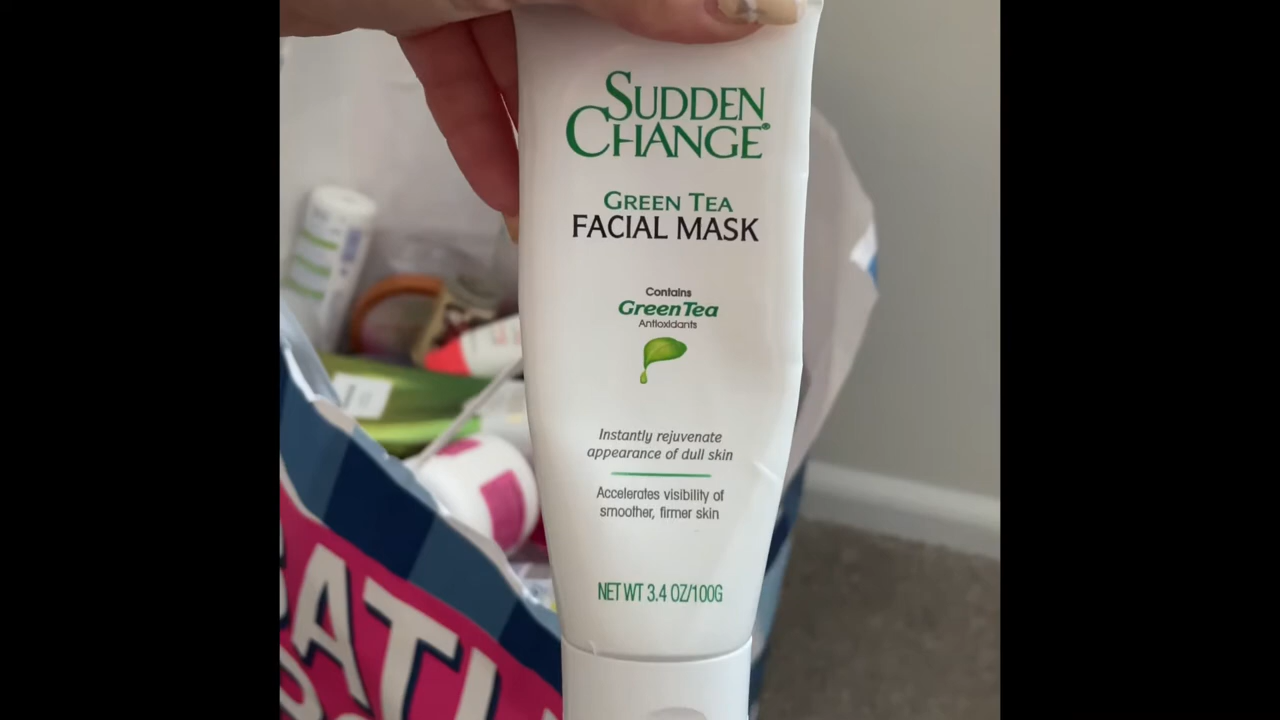 SUDDEN
CHANGE®
GREEN TEA
FACIAL MASK
Contains
GreenTea
Antioxidants
Instantly rejuvenate
appearance of dull skin
Accelerates visibility of
smoother, firmer skin
NET WT 3.4 OZ/100G